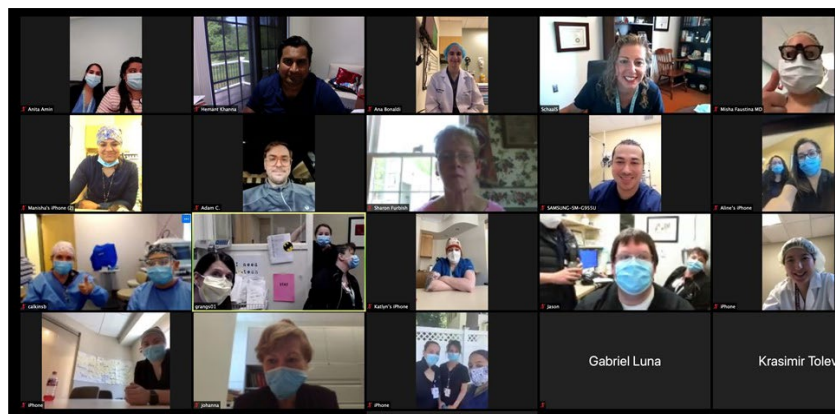 Anita Amin
Hemant Khanna
Ana Bonaldi
SchaalS
Misha Faustina MD
Manisha's iPhone (2)
Adam C.
Sharon Furbish
SAMSUNG-SM-G955U
Aline's iPhone
calkinsb
grangs01
Katlyn's iPhone
Jason
iPhone
iPhone
Johanna
iPhone
Gabriel Luna
Krasimir Tolev